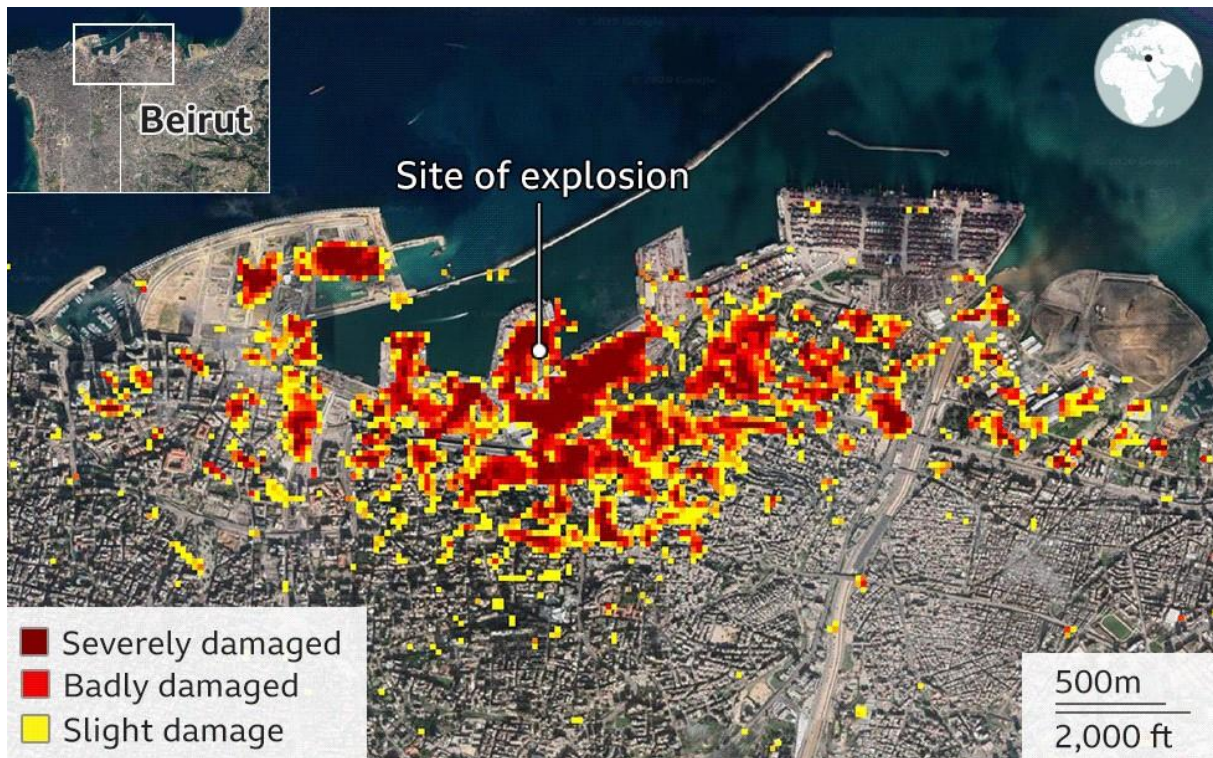 Beirut
Site of explosion
Severely damaged
Badly damaged
Slight damage
500m
2,000 ft